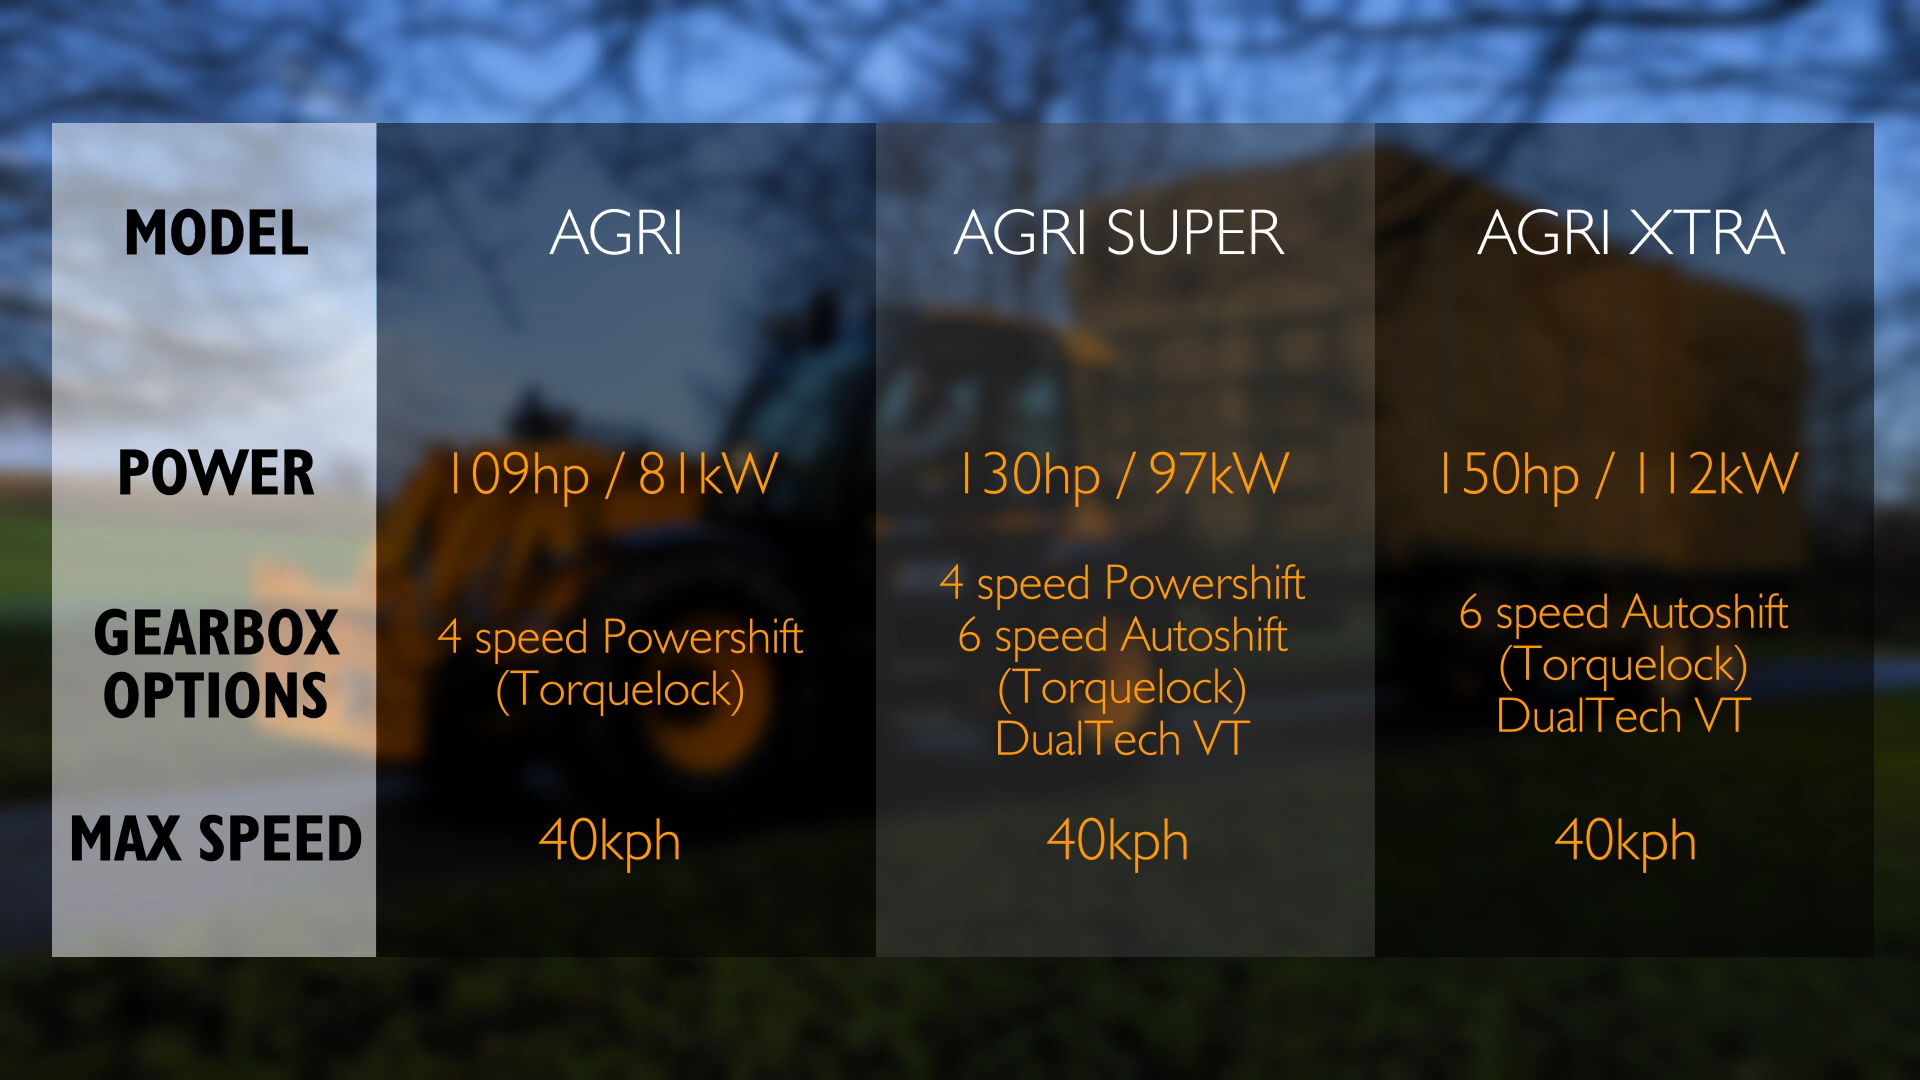 MODEL AGRI AGRI SUPER AGRI XTRA
POWER 109hp / 81kW 130hp / 97kW 150hp / 112kW
GEARBOX
OPTIONS
4 speed Powershift
(Torquelock)
4 speed Powershift
6 speed Autoshift
(Torquelock)
DualTech VT
6 speed Autoshift
(Torquelock)
DualTech VT
MAX SPEED 40kph 40kph 40kph